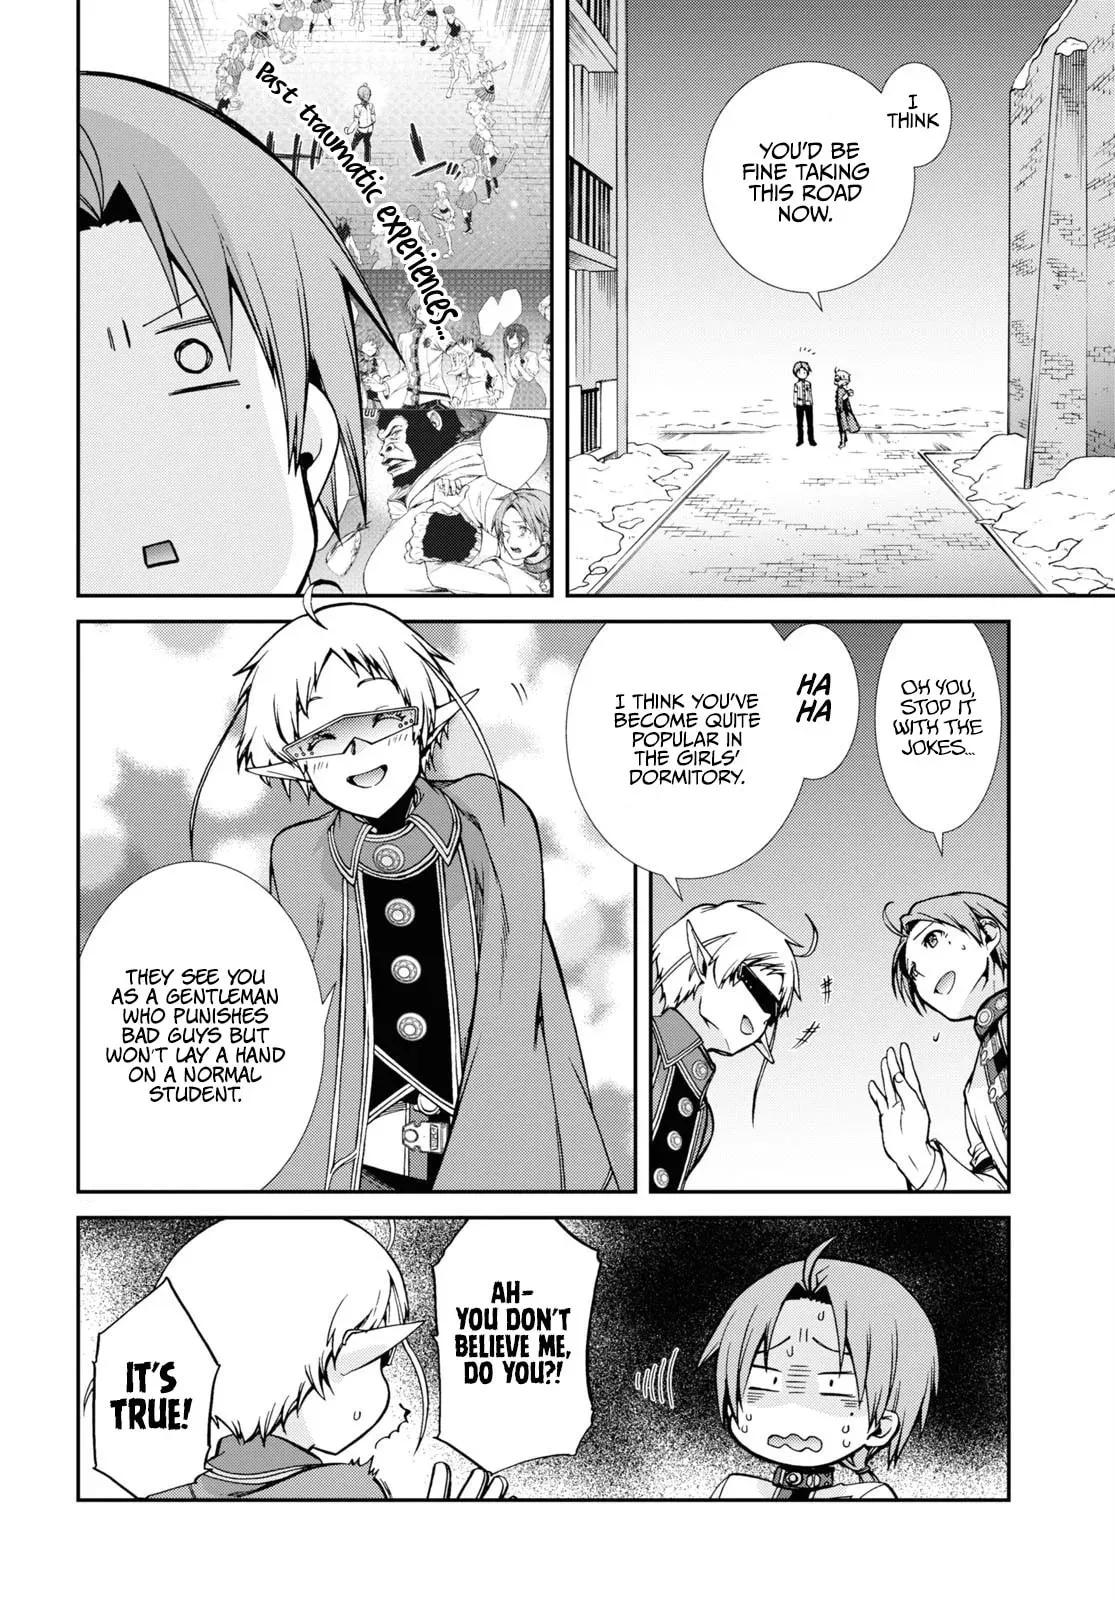 I
THINK
YOU'D BE
FINE TAKING
THIS ROAD
NOW.
Past traumatic experiences...
OH YOU,
STOP IT
WITH THE
JOKES...
HA
HA
I THINK YOU'VE
BECOME QUITE
POPULAR IN
THE GIRLS'
DORMITORY.
THEY SEE YOU
AS A GENTLEMAN
WHO PUNISHES
BAD GUYS BUT
WON'T LAY A HAND
ON A NORMAL
STUDENT.
AH-
YOU DON'T
BELIEVE ME,
DO YOU?!
IT'S
TRUE!